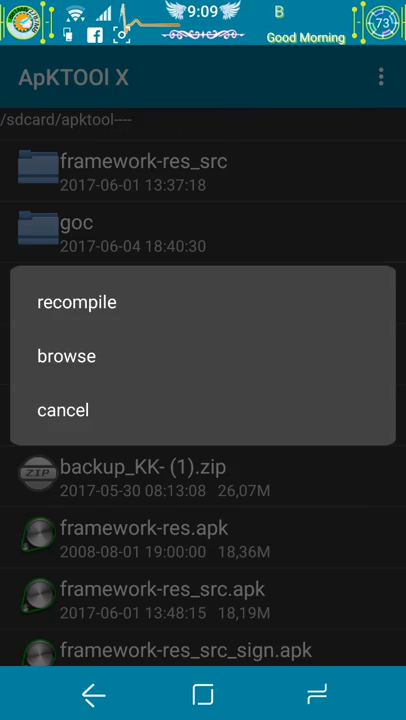 9:09
B
Good Morning
73
ApKTOOl X
/sdcard/apktool----
framework-res_src
2017-06-01 13:37:18
goc
2017-06-04 18:40:30
recompile
browse
cancel
ZIP
backup_KK- (1).zip
2017-05-30 08:13:08 26,07M
framework-res.apk
2008-08-01 19:00:00 18,36M
framework-res_src.apk
2017-06-01 13:48:15 18,19M
framework-res_src_sign.apk